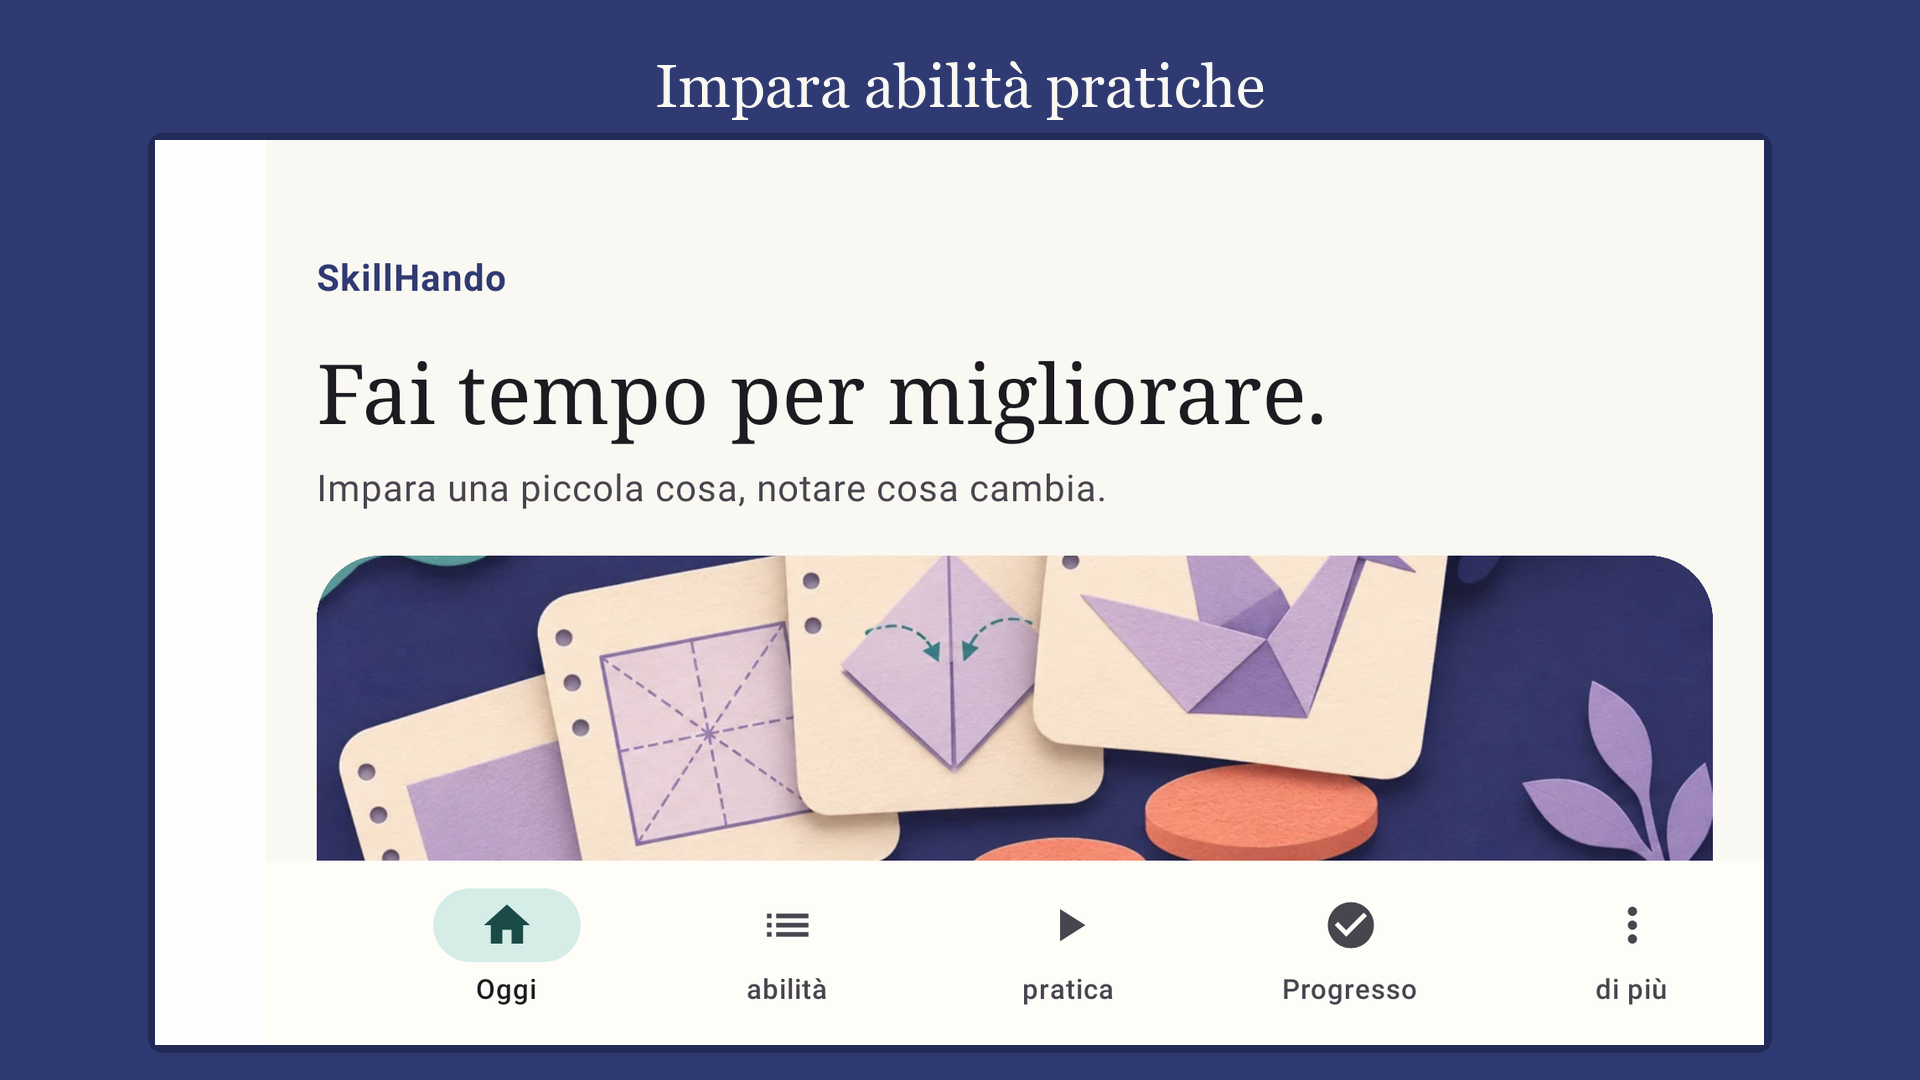 Impara abilità pratiche
SkillHando
Fai tempo per migliorare.
Impara una piccola cosa, notare cosa cambia.
Oggi
abilità
pratica
Progresso
di più